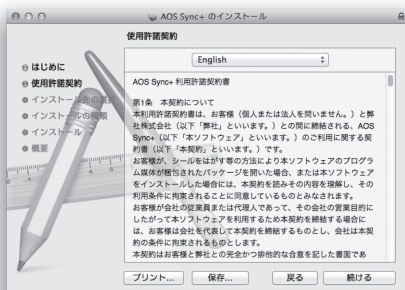 AOS Sync+ のインストール
使用許諾契約
はじめに
使用許諾契約
インストール先の選択
インストールの種類
インストール
概要
English
AOS Sync+ 利用許諾契約書
第1条　本契約について
本利用許諾契約書は、お客様（個人または法人を問いません。）と弊
社株式会社（以下「弊社」といいます。）との間に締結される、AOS
Sync+（以下「本ソフトウェア」といいます。）のご利用に関する契
約書（以下「本契約」といいます。）です。
お客様が、シールをはがす等の方法により本ソフトウェアのプログラ
ム媒体が梱包されたパッケージを開いた場合、または本ソフトウェア
をインストールした場合には、本契約を読みその内容を理解し、その
利用条件に拘束されることに同意しているものとみなされます。
お客様が会社の従業員または代理人であって、その会社の営業目的に
したがって本ソフトウェアを利用するため本契約を締結する場合に
は、お客様は会社を代表して本契約を締結するものとし、会社は本契
約の条件に拘束されるものとします。
本契約はお客様と弊社との完全かつ排他的な合意を記した書面であ
プリント...
保存...
戻る
続ける